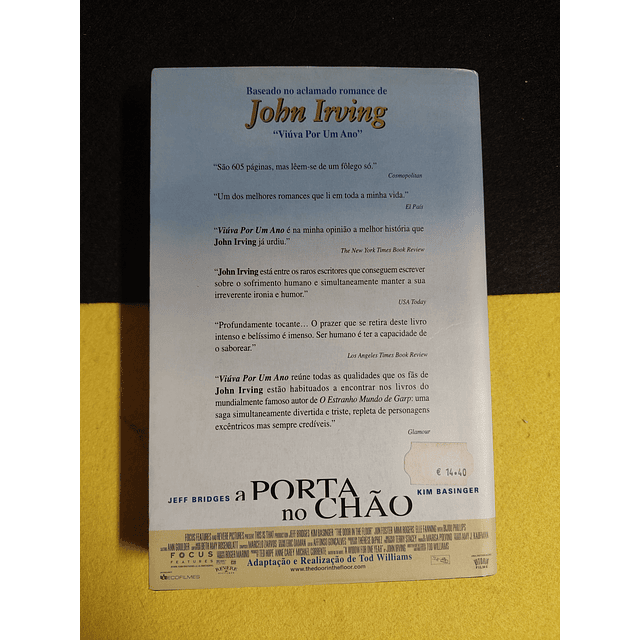 Baseado no aclamado romance de
John Irving
“Viúva Por Um Ano”
“São 605 páginas, mas lêem-se de um fôlego só.”
Cosmopolitan
“Um dos melhores romances que li em toda a minha vida.”
El País
“Viúva Por Um Ano é na minha opinião a melhor história que
John Irving já urdiu.”
The New York Times Book Review
“John Irving está entre os raros escritores que conseguem escrever
sobre o sofrimento humano e simultaneamente manter a sua
irreverente ironia e humor.”
USA Today
“Profundamente tocante… O prazer que se retira deste livro
intenso e belíssimo é imenso. Ser humano é ter a capacidade de
o saborear.”
Los Angeles Times Book Review
“Viúva Por Um Ano reúne todas as qualidades que os fãs de
John Irving estão habituados a encontrar nos livros do
mundialmente famoso autor de O Estranho Mundo de Garp: uma
saga simultaneamente divertida e triste, repleta de personagens
excêntricos mas sempre credíveis.”
Glamour
€ 14.40
JEFF BRIDGES a PORTA no CHÃO KIM BASINGER
FOCUS FEATURES
Adaptação e Realização de Tod Williams
ECOFILMES
www.thedoorinthefloor.com